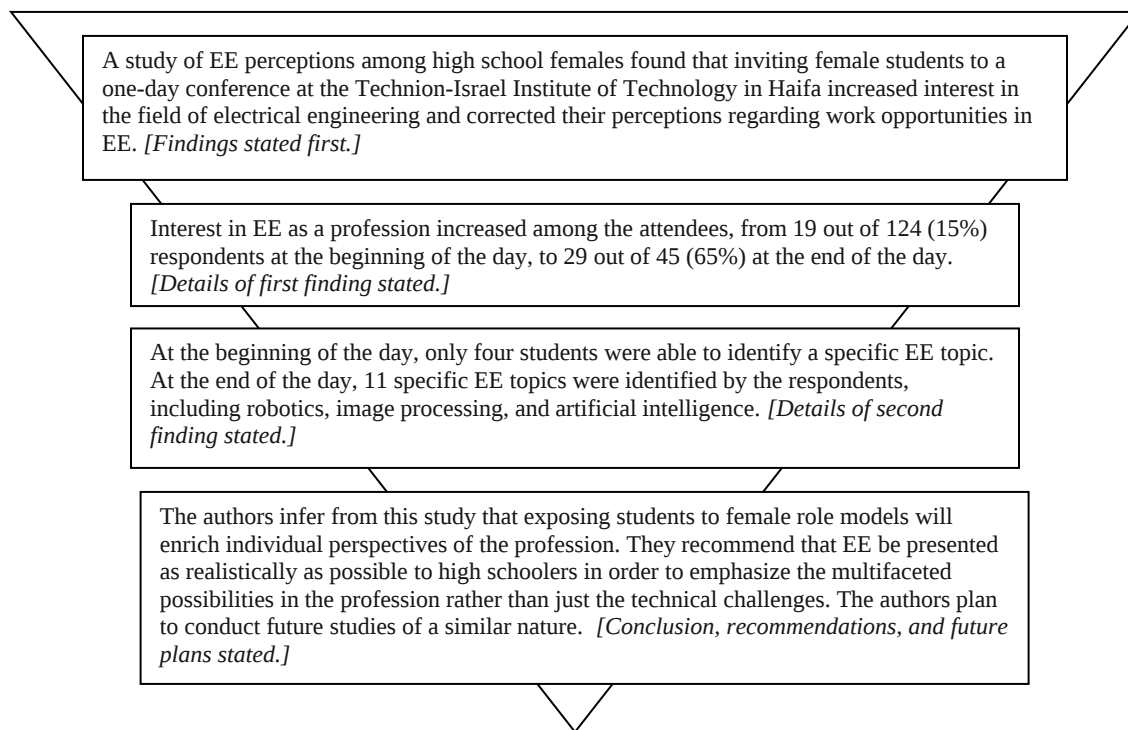 A study of EE perceptions among high school females found that inviting female students to a
one-day conference at the Technion-Israel Institute of Technology in Haifa increased interest in
the field of electrical engineering and corrected their perceptions regarding work opportunities in
EE. [Findings stated first.]
Interest in EE as a profession increased among the attendees, from 19 out of 124 (15%)
respondents at the beginning of the day, to 29 out of 45 (65%) at the end of the day.
[Details of first finding stated.]
At the beginning of the day, only four students were able to identify a specific EE topic.
At the end of the day, 11 specific EE topics were identified by the respondents,
including robotics, image processing, and artificial intelligence. [Details of second
finding stated.]
The authors infer from this study that exposing students to female role models will
enrich individual perspectives of the profession. They recommend that EE be presented
as realistically as possible to high schoolers in order to emphasize the multifaceted
possibilities in the profession rather than just the technical challenges. The authors plan
to conduct future studies of a similar nature. [Conclusion, recommendations, and future
plans stated.]